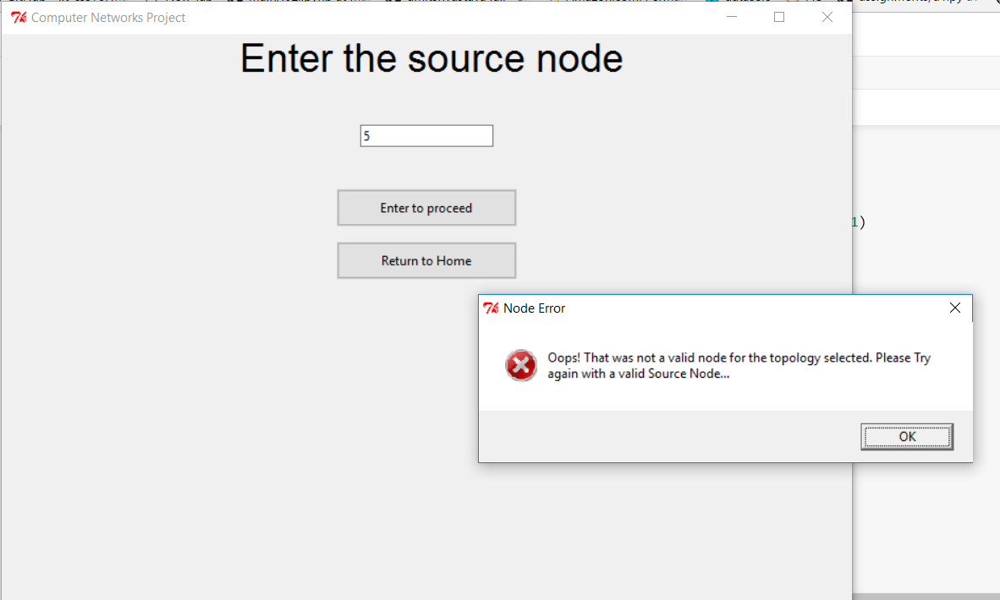 Computer Networks Project
Enter the source node
5
Enter to proceed
Return to Home
1)
Node Error
Oops! That was not a valid node for the topology selected. Please Try
again with a valid Source Node...
OK